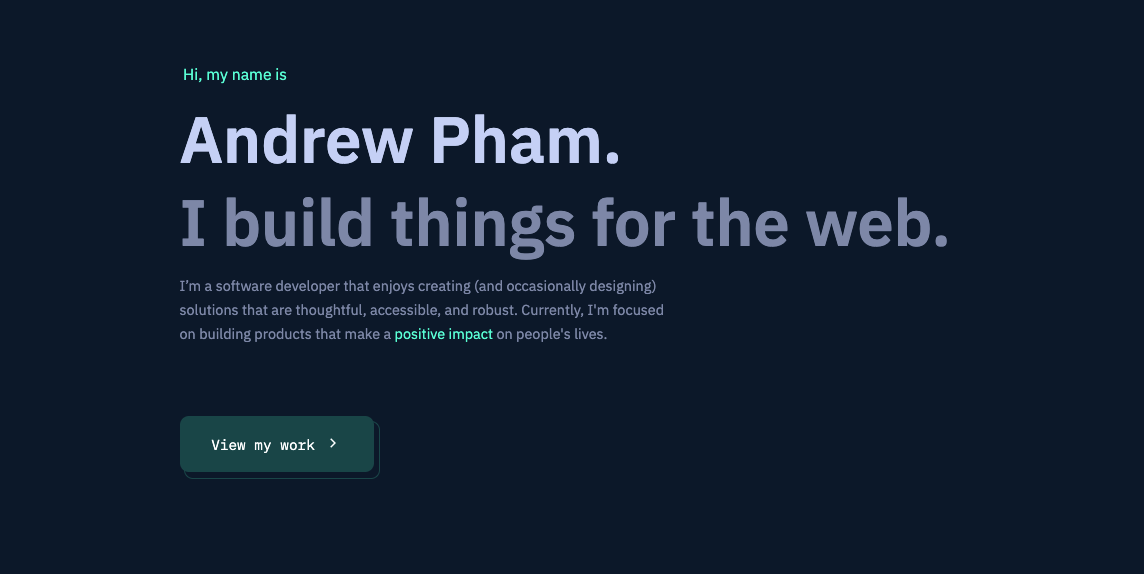 Hi, my name is
Andrew Pham.
I build things for the web.
I’m a software developer that enjoys creating (and occasionally designing)
solutions that are thoughtful, accessible, and robust. Currently, I'm focused
on building products that make a positive impact on people's lives.
View my work